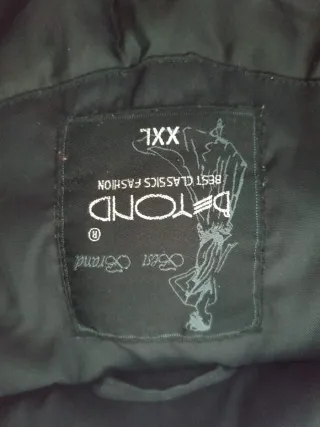 Best Brand
®
BEYOND
BEST CLASSICS FASHION
XXL